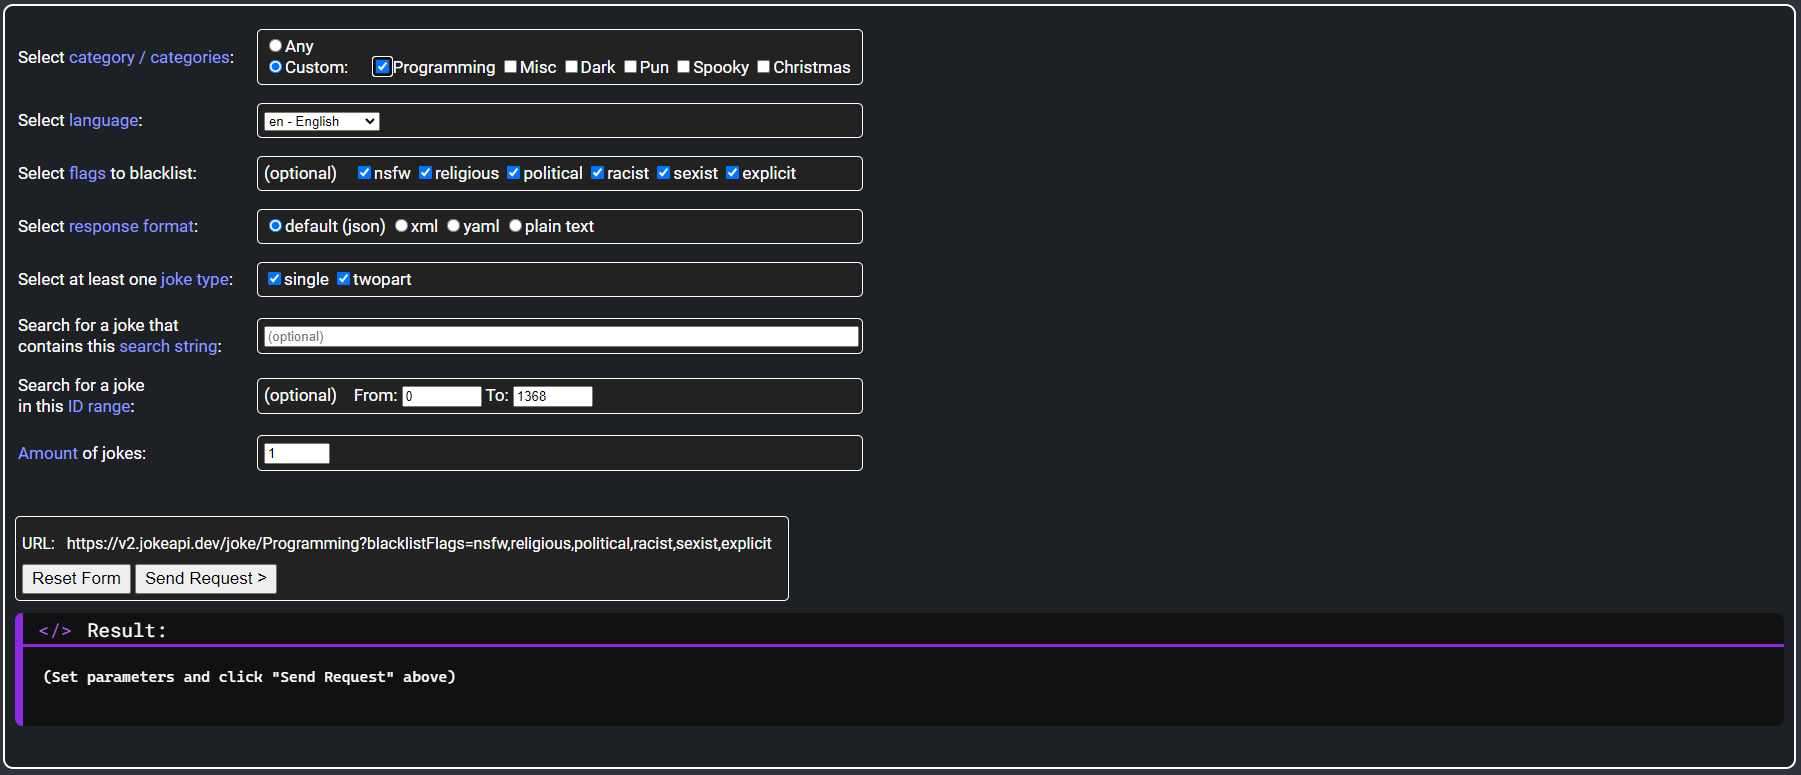 Select category / categories:
Any
Custom: Programming Misc Dark Pun Spooky Christmas
Select language:
en - English
Select flags to blacklist:
(optional) nsfw religious political racist sexist explicit
Select response format:
default (json) xml yaml plain text
Select at least one joke type:
single twopart
Search for a joke that
contains this search string:
(optional)
Search for a joke
in this ID range:
(optional) From: 0 To: 1368
Amount of jokes:
1
URL: https://v2.jokeapi.dev/joke/Programming?blacklistFlags=nsfw,religious,political,racist,sexist,explicit
Reset Form Send Request >
</> Result:
(Set parameters and click "Send Request" above)